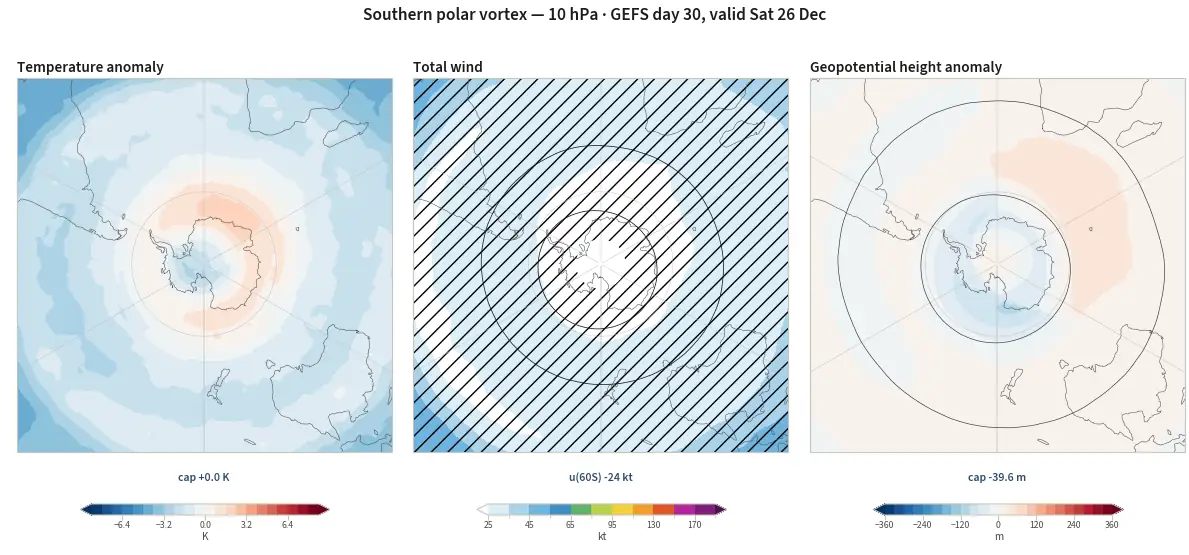 Southern polar vortex — 10 hPa · GEFS day 30, valid Sat 26 Dec
Temperature anomaly
Total wind
Geopotential height anomaly
cap +0.0 K
u(60S) -24 kt
cap -39.6 m
−6.4 −3.2 0.0 3.2 6.4
K
25 45 65 95 130 170
kt
−360 −240 −120 0 120 240 360
m